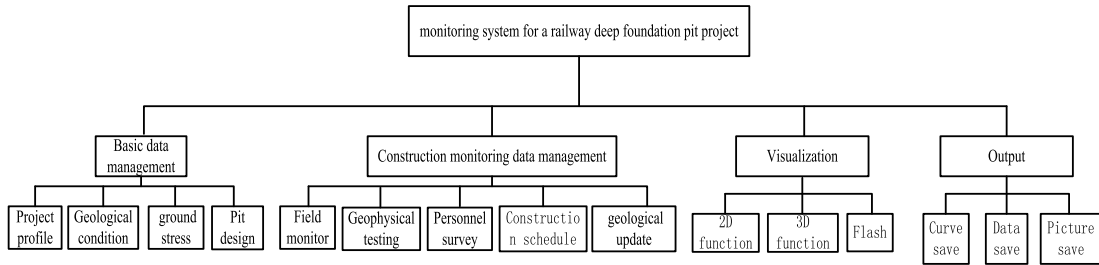 monitoring system for a railway deep foundation pit project
Basic data
management
Construction monitoring data management
Visualization
Output
Project
profile
Geological
condition
ground
stress
Pit
design
Field
monitor
Geophysical
testing
Personnel
survey
Constructio
n schedule
geological
update
2D
function
3D
function
Flash
Curve
save
Data
save
Picture
save